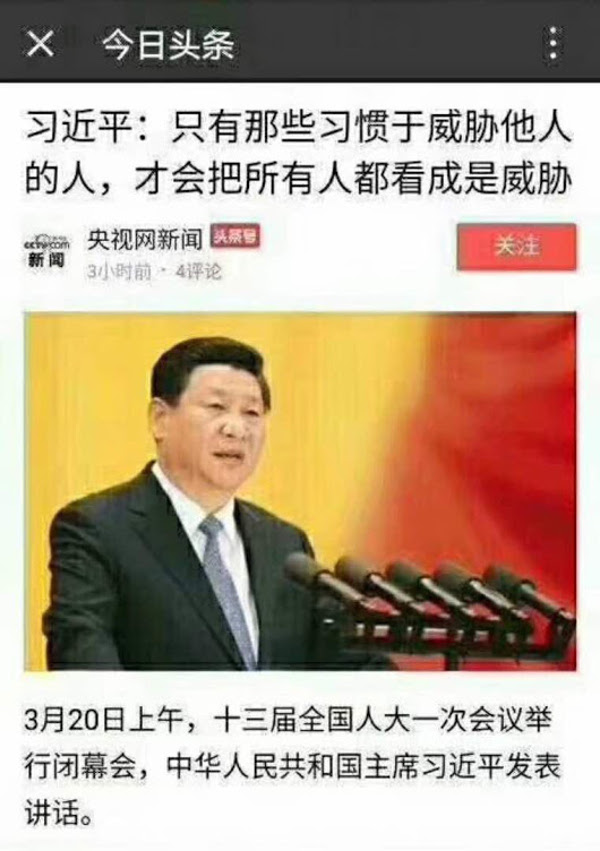 今日头条
习近平：只有那些习惯于威胁他人
的人，才会把所有人都看成是威胁
央视网新闻 头条号
关注
cctv.com
新闻
3小时前 · 4评论
3月20日上午，十三届全国人大一次会议举
行闭幕会，中华人民共和国主席习近平发表
讲话。